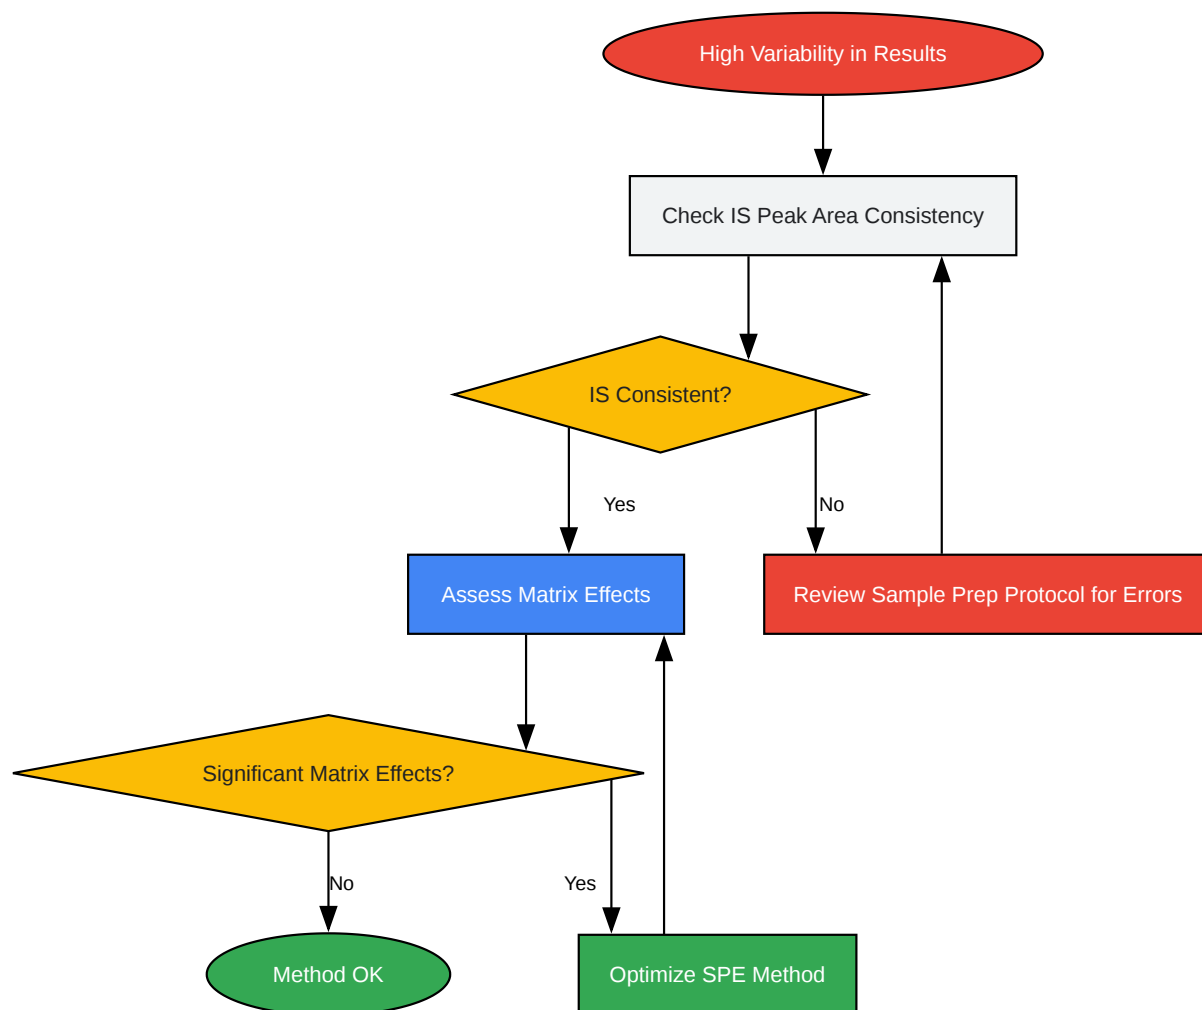 High Variability in Results
Check IS Peak Area Consistency
IS Consistent?
Yes
No
Assess Matrix Effects
Review Sample Prep Protocol for Errors
Significant Matrix Effects?
No
Yes
Method OK
Optimize SPE Method